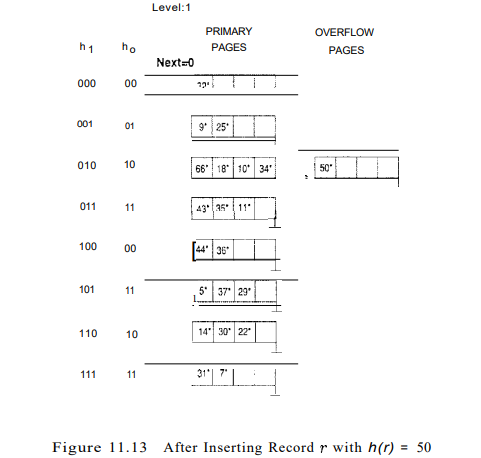 Level:1
PRIMARY PAGES OVERFLOW PAGES
h1 h0
Next=0
000 00 32*
001 01 9* 25*
010 10 66* 18* 10* 34* 50*
011 11 43* 35* 11*
100 00 44* 36*
101 11 5* 37* 29*
110 10 14* 30* 22*
111 11 31* 7*
Figure 11.13 After Inserting Record r with h(r) = 50